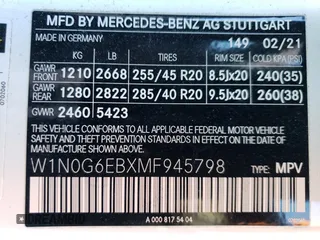 MFD BY MERCEDES-BENZ AG STUTTGART
149 02/21
KG LB TIRES RIM SIZE COLD KPA (PSI)
GAWR FRONT 1210 2668 255/45 R20 8.5Jx20 240(35)
GAWR REAR 1280 2822 285/40 R20 9.5Jx20 260(38)
GVWR 2460 5423
THIS VEHICLE CONFORMS TO ALL APPLICABLE
FEDERAL MOTOR VEHICLE SAFETY, BUMPER,
AND THEFT PREVENTION STANDARDS IN EFFECT
ON THE DATE OF MANUFACTURE SHOWN ABOVE.
W1N0G6EBXMF945798 TYPE: MPV
A 000 817 54 04